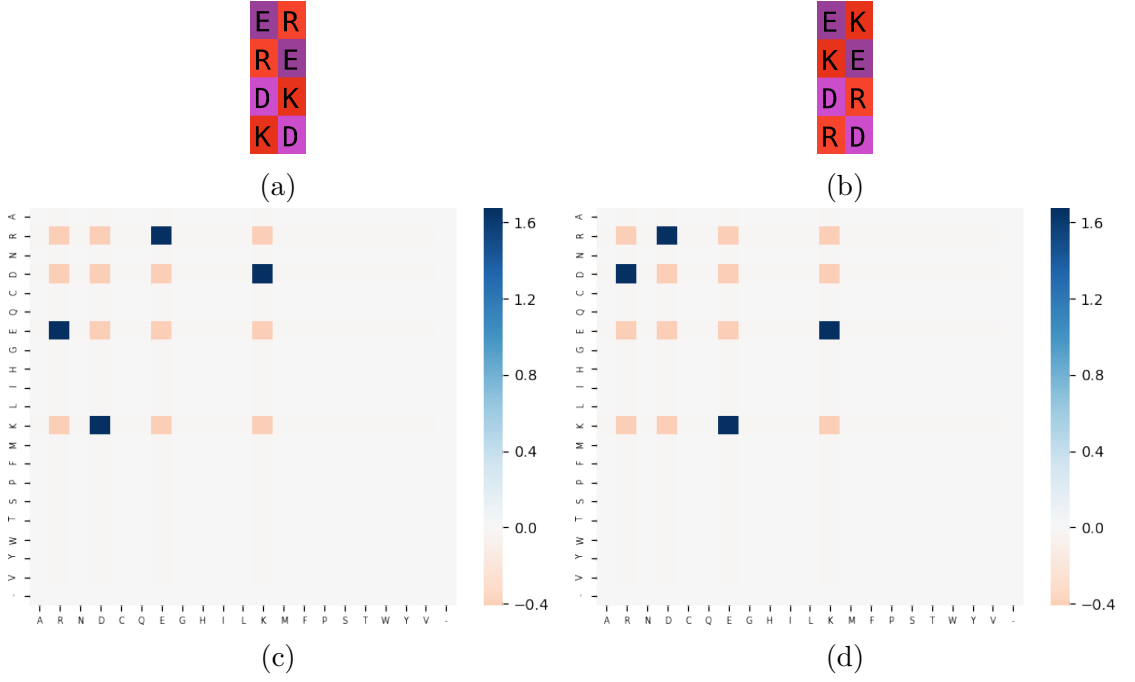 E R
R E
D K
K D
(a)
E K
K E
D R
R D
(b)
A
R
N
D
C
Q
E
G
H
I
L
K
M
F
P
S
T
W
Y
V
-
A R N D C Q E G H I L K M F P S T W Y V -
1.6
1.2
0.8
0.4
0.0
−0.4
(c)
A
R
N
D
C
Q
E
G
H
I
L
K
M
F
P
S
T
W
Y
V
-
A R N D C Q E G H I L K M F P S T W Y V -
1.6
1.2
0.8
0.4
0.0
−0.4
(d)